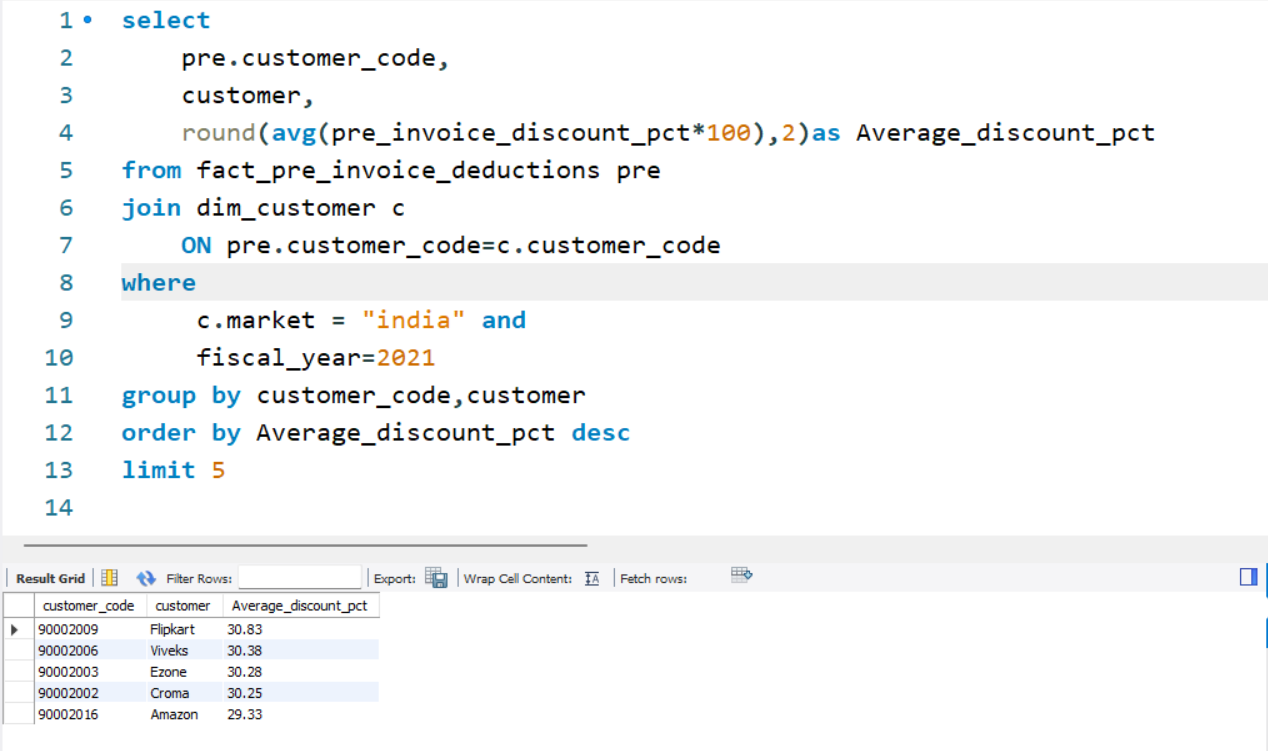 1 select
2 pre.customer_code,
3 customer,
4 round(avg(pre_invoice_discount_pct*100),2)as Average_discount_pct
5 from fact_pre_invoice_deductions pre
6 join dim_customer c
7 ON pre.customer_code=c.customer_code
8 where
9 c.market = "india" and
10 fiscal_year=2021
11 group by customer_code,customer
12 order by Average_discount_pct desc
13 limit 5
14
Result Grid Filter Rows: Export: Wrap Cell Content: IA Fetch rows:
customer_code customer Average_discount_pct
90002009 Flipkart 30.83
90002006 Viveks 30.38
90002003 Ezone 30.28
90002002 Croma 30.25
90002016 Amazon 29.33